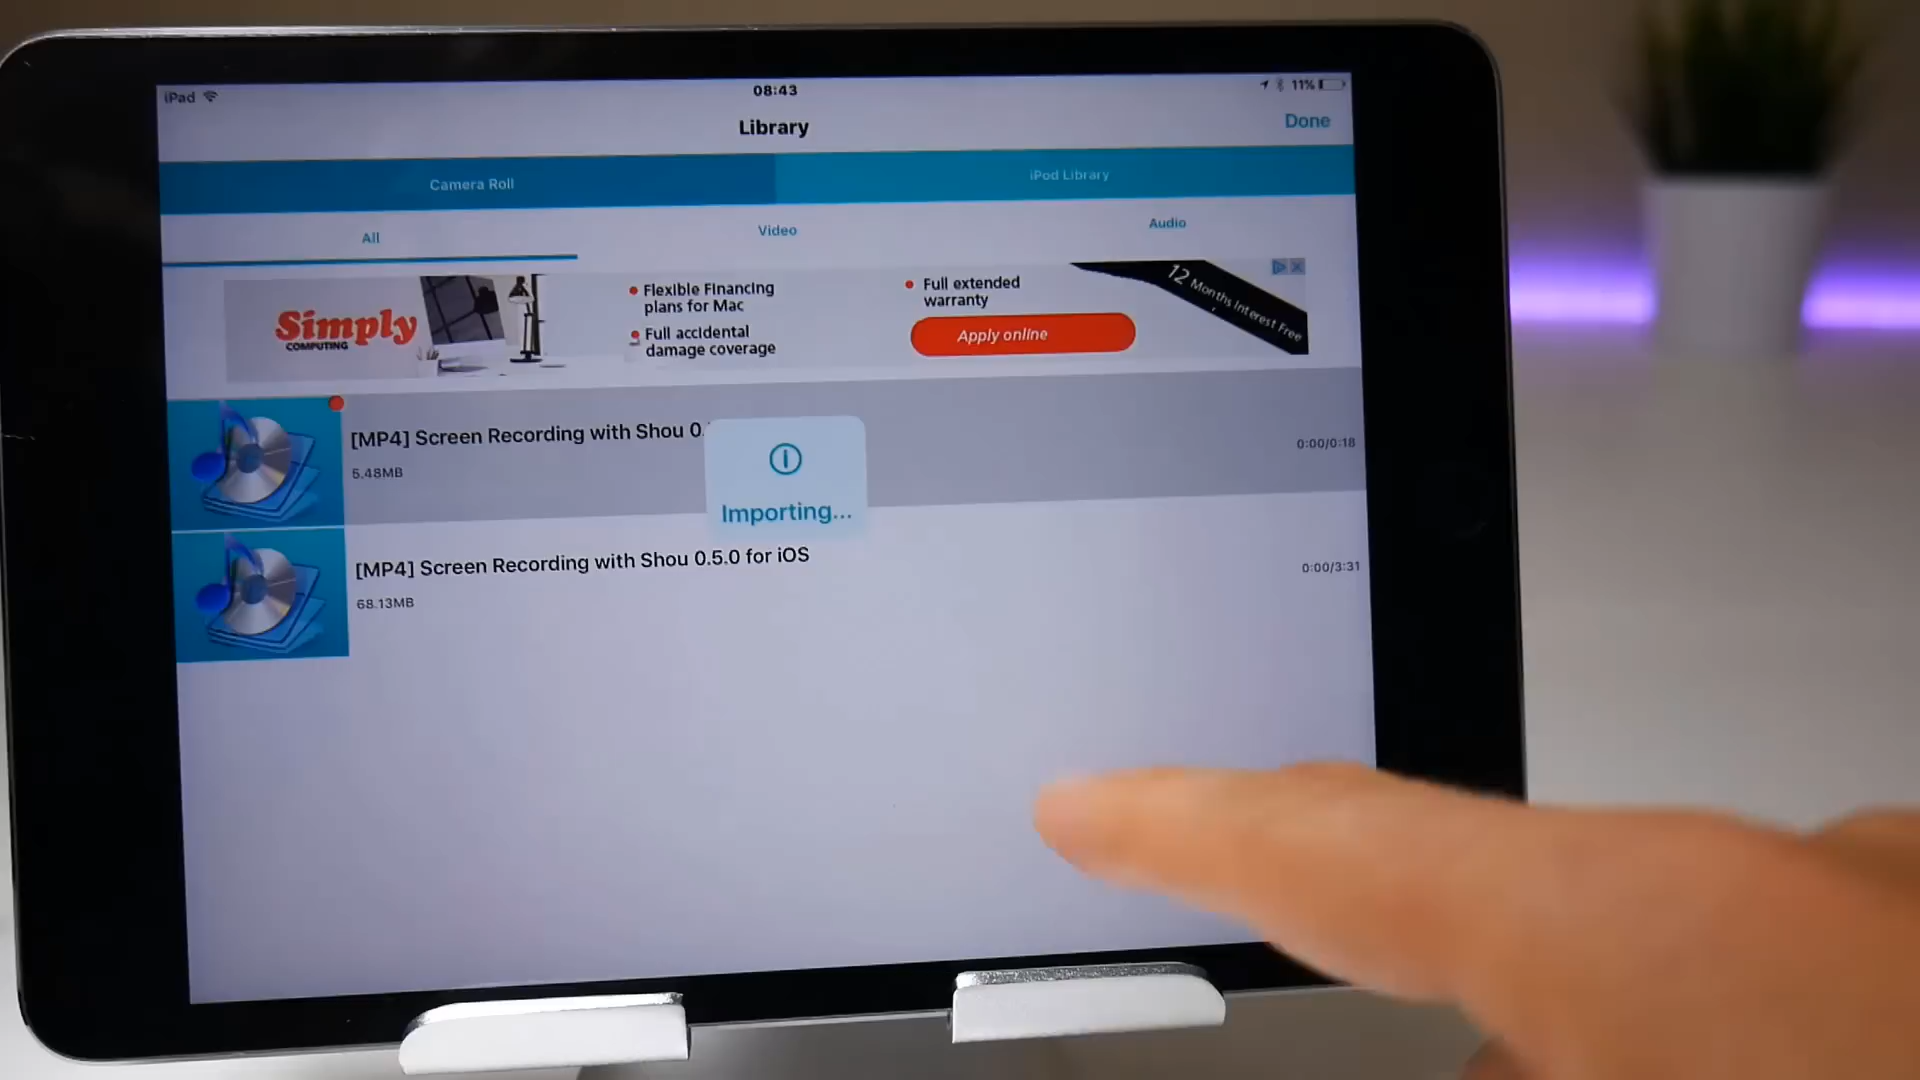 iPad
08:43
11%
Library
Done
Camera Roll
iPod Library
All
Video
Audio
Simply
COMPUTING
Flexible Financing
plans for Mac
Full accidental
damage coverage
Full extended
warranty
Apply online
12 Months Interest Free
[MP4] Screen Recording with Shou 0.
5.48MB
0:00/0:18
Importing...
[MP4] Screen Recording with Shou 0.5.0 for iOS
68.13MB
0:00/3:31